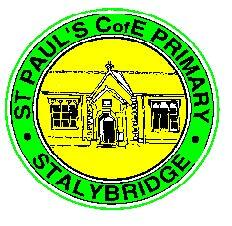 ST PAUL'S CofE PRIMARY
• STALYBRIDGE •